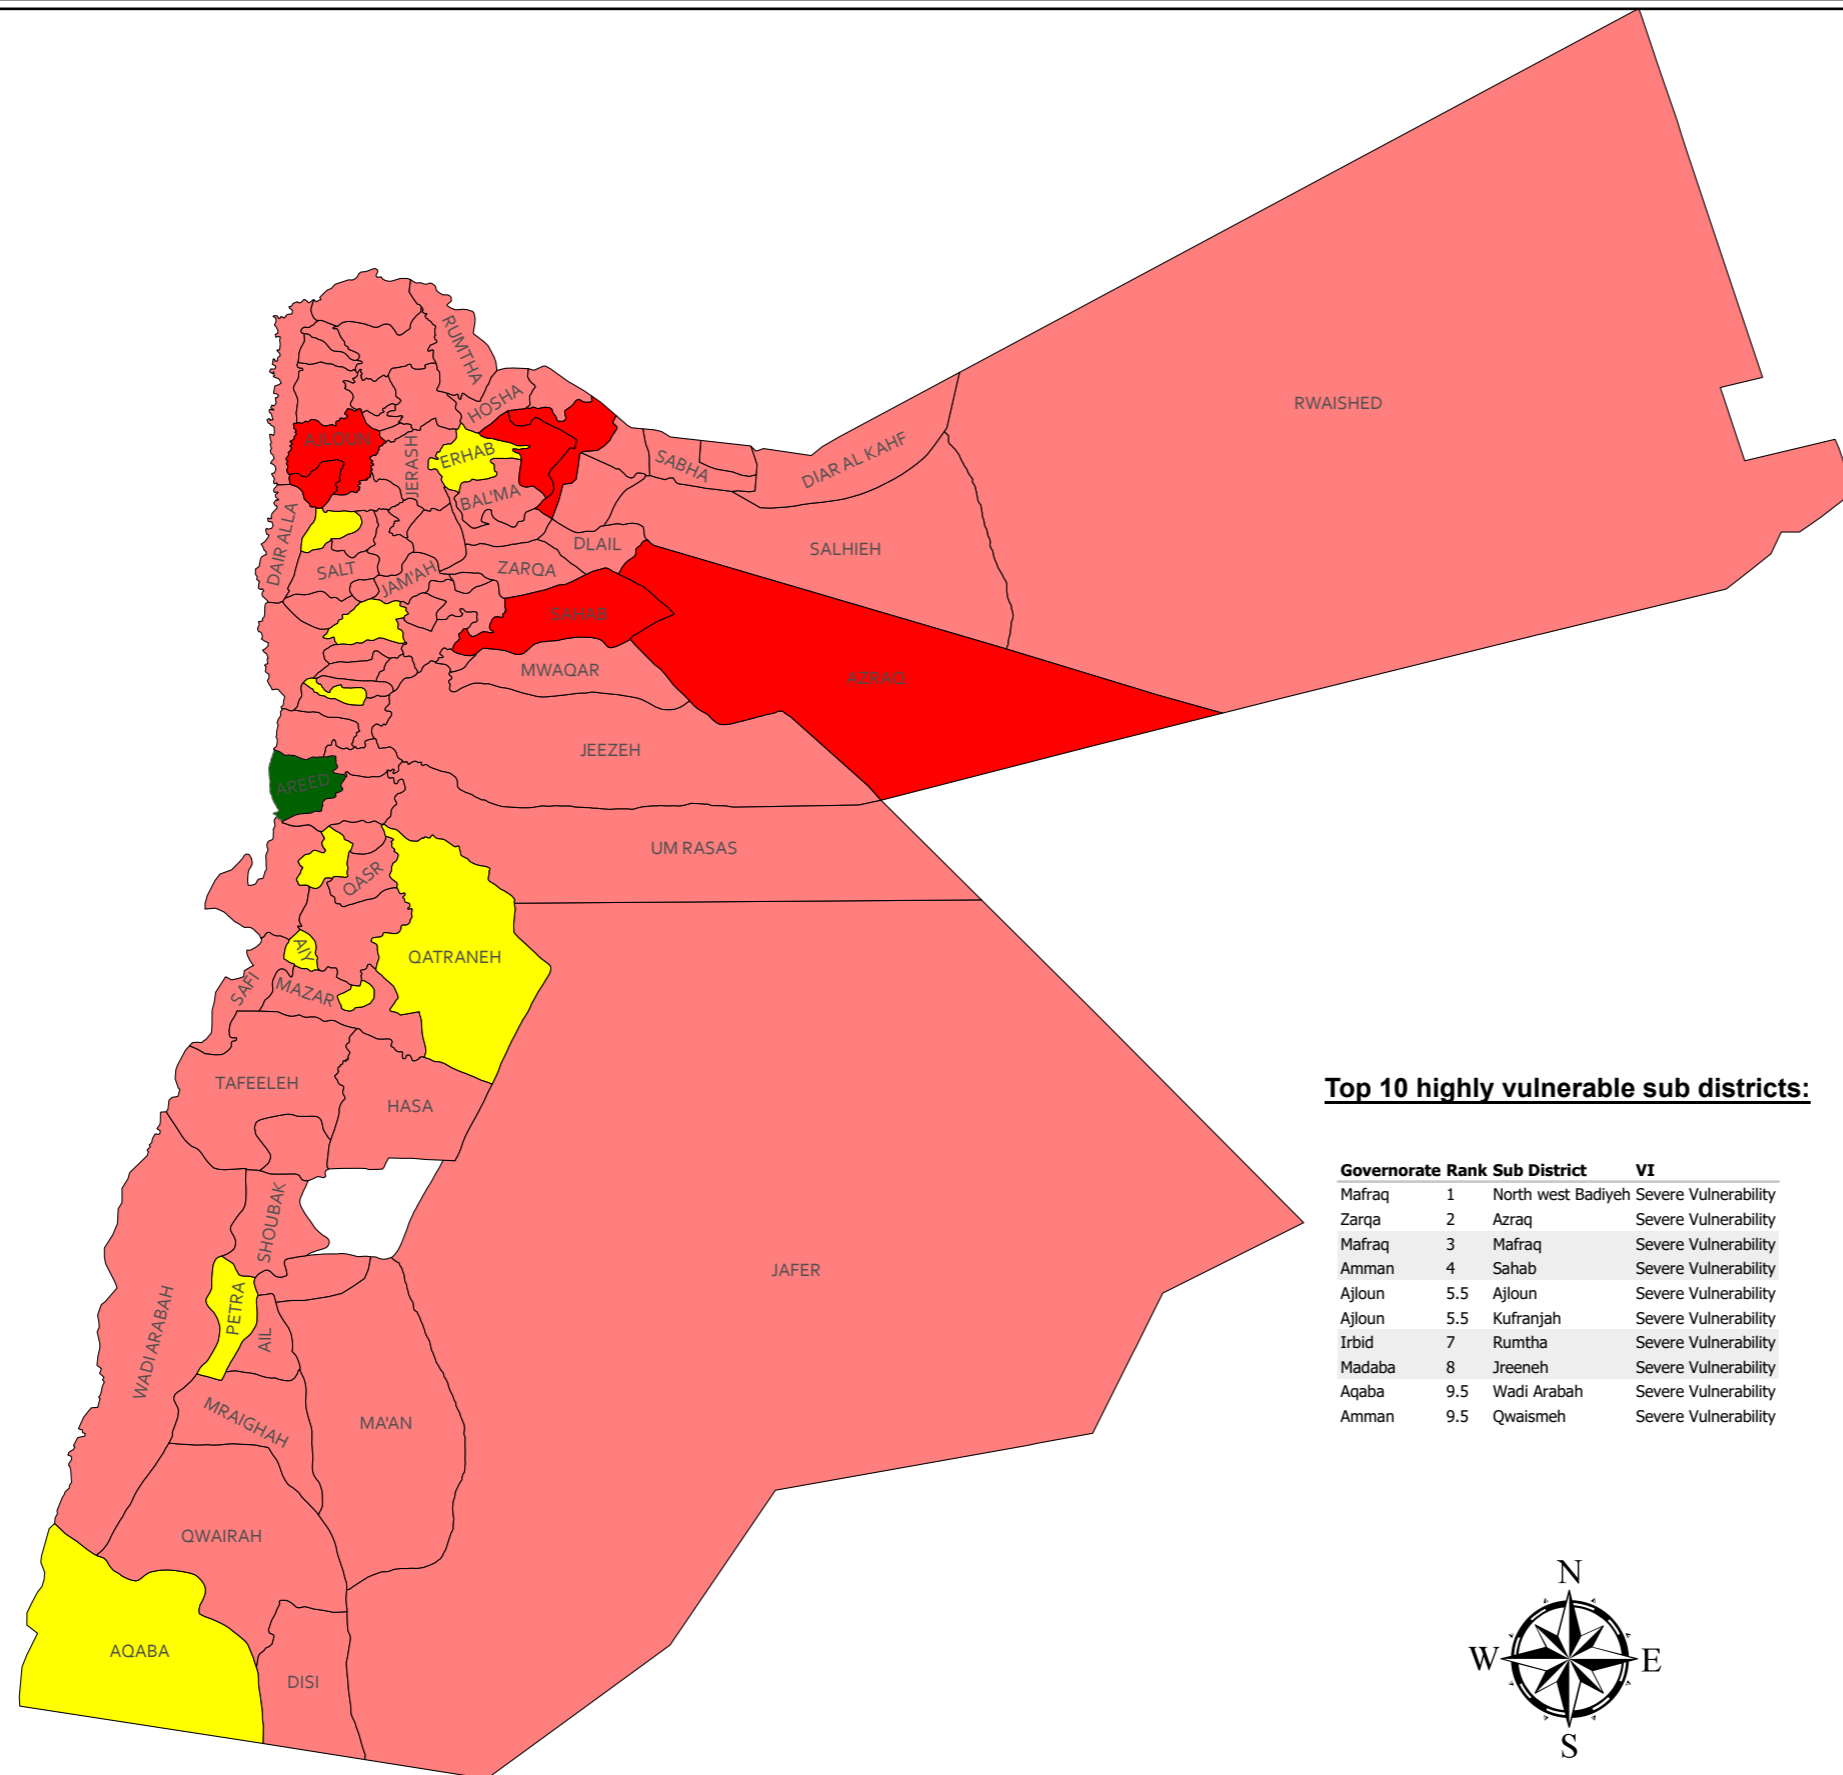 RWAISHED
RUMTHA
HOSHA
AJLOUN
JERASH
ERHAB
SABHA
DIAR AL KAHF
BAL'MA
DAIR ALLA
DLAIL
SALHIEH
SALT
JAM'AH
ZARQA
SAHAB
MWAQAR
AZRAQ
JEEZEH
AREED
UM RASAS
QASR
AIY
QATRANEH
SAFI
MAZAR
TAFEELEH
HASA
SHOUBAK
JAFER
PETRA
AIL
WADI ARABAH
MRAIGHAH
MA'AN
QWAIRAH
AQABA
DISI
Top 10 highly vulnerable sub districts:
Governorate Rank Sub District VI
Mafraq 1 North west Badiyeh Severe Vulnerability
Zarqa 2 Azraq Severe Vulnerability
Mafraq 3 Mafraq Severe Vulnerability
Amman 4 Sahab Severe Vulnerability
Ajloun 5.5 Ajloun Severe Vulnerability
Ajloun 5.5 Kufranjah Severe Vulnerability
Irbid 7 Rumtha Severe Vulnerability
Madaba 8 Jreeneh Severe Vulnerability
Aqaba 9.5 Wadi Arabah Severe Vulnerability
Amman 9.5 Qwaismeh Severe Vulnerability
N
W E
S